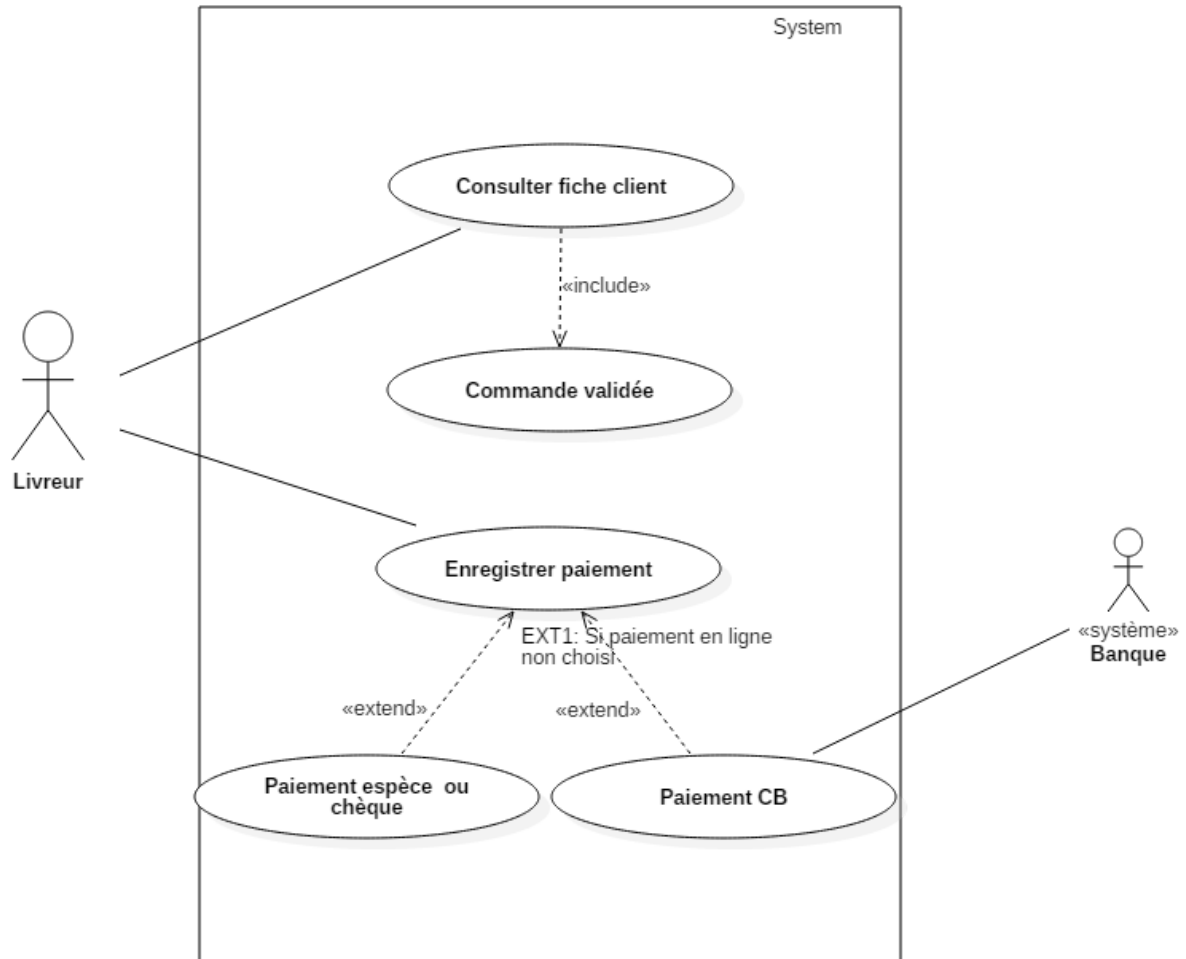 System
Consulter fiche client
«include»
Commande validée
Livreur
Enregistrer paiement
EXT1: Si paiement en ligne
non choisi
«système»
Banque
«extend»
«extend»
Paiement espèce ou
chèque
Paiement CB